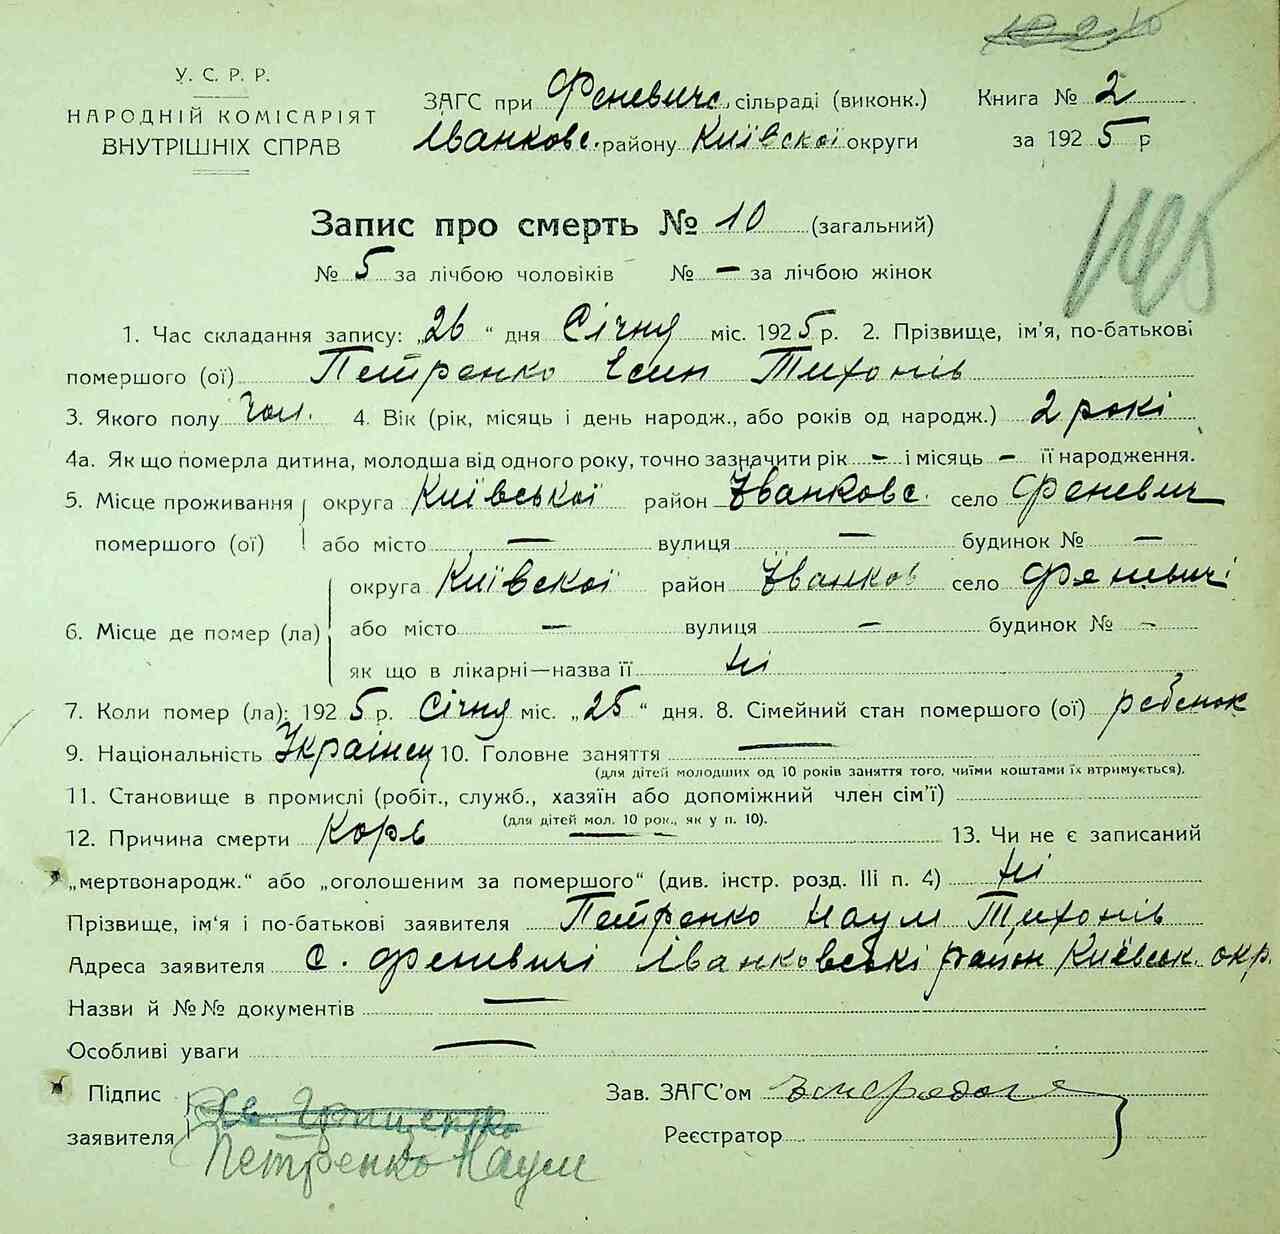 У. С. Р. Р.
НАРОДНІЙ КОМІСАРІЯТ
ВНУТРІШНІХ СПРАВ
ЗАГС при Феневичс. сільраді (виконк.)
Іванковс. району Київскоі округи
Книга № 2
за 1925 р
Запис про смерть № 10 (загальний)
№ 5 за лічбою чоловіків № — за лічбою жінок
1. Час складання запису: „26“ дня Січня міс. 1925 р. 2. Прізвище, ім’я, по-батькові
помершого (ої) Петренко Єсип Тихонів
3. Якого полу Чол. 4. Вік (рік, місяць і день народж., або років од народж.) 2 рокі
4а. Як що померла дитина, молодша від одного року, точно зазначити рік — і місяць — її народження.
5. Місце проживання округа Київськоі район Іванковс. село Феневич
помершого (ої) або місто — вулиця — будинок № —
округа Київскоі район Іванков село Феневичі
6. Місце де помер (ла) або місто — вулиця — будинок № —
як що в лікарні—назва її ні
7. Коли помер (ла): 1925 р. Січня міс. „25“ дня. 8. Сімейний стан помершого (ої) ребенок
9. Національність Украінец 10. Головне заняття —
(для дітей молодших од 10 років заняття того, чиїми коштами їх втримується).
11. Становище в промислі (робіт., служб., хазяїн або допоміжний член сім’ї)
(для дітей мол. 10 рок., як у п. 10).
12. Причина смерти Корь — 13. Чи не є записаний
„мертвонародж.“ або „оголошеним за помершого“ (див. інстр. розд. III п. 4) ні
Прізвище, ім‘я і по-батькові заявителя Петренко Наум Тихонів
Адреса заявителя с. Феневичі Іванковські район Київськ. окр.
Назви й №№ документів —
Особливі уваги —
Підпис
заявителя Петренко Наум
Зав. ЗАГС’ом
Реєстратор